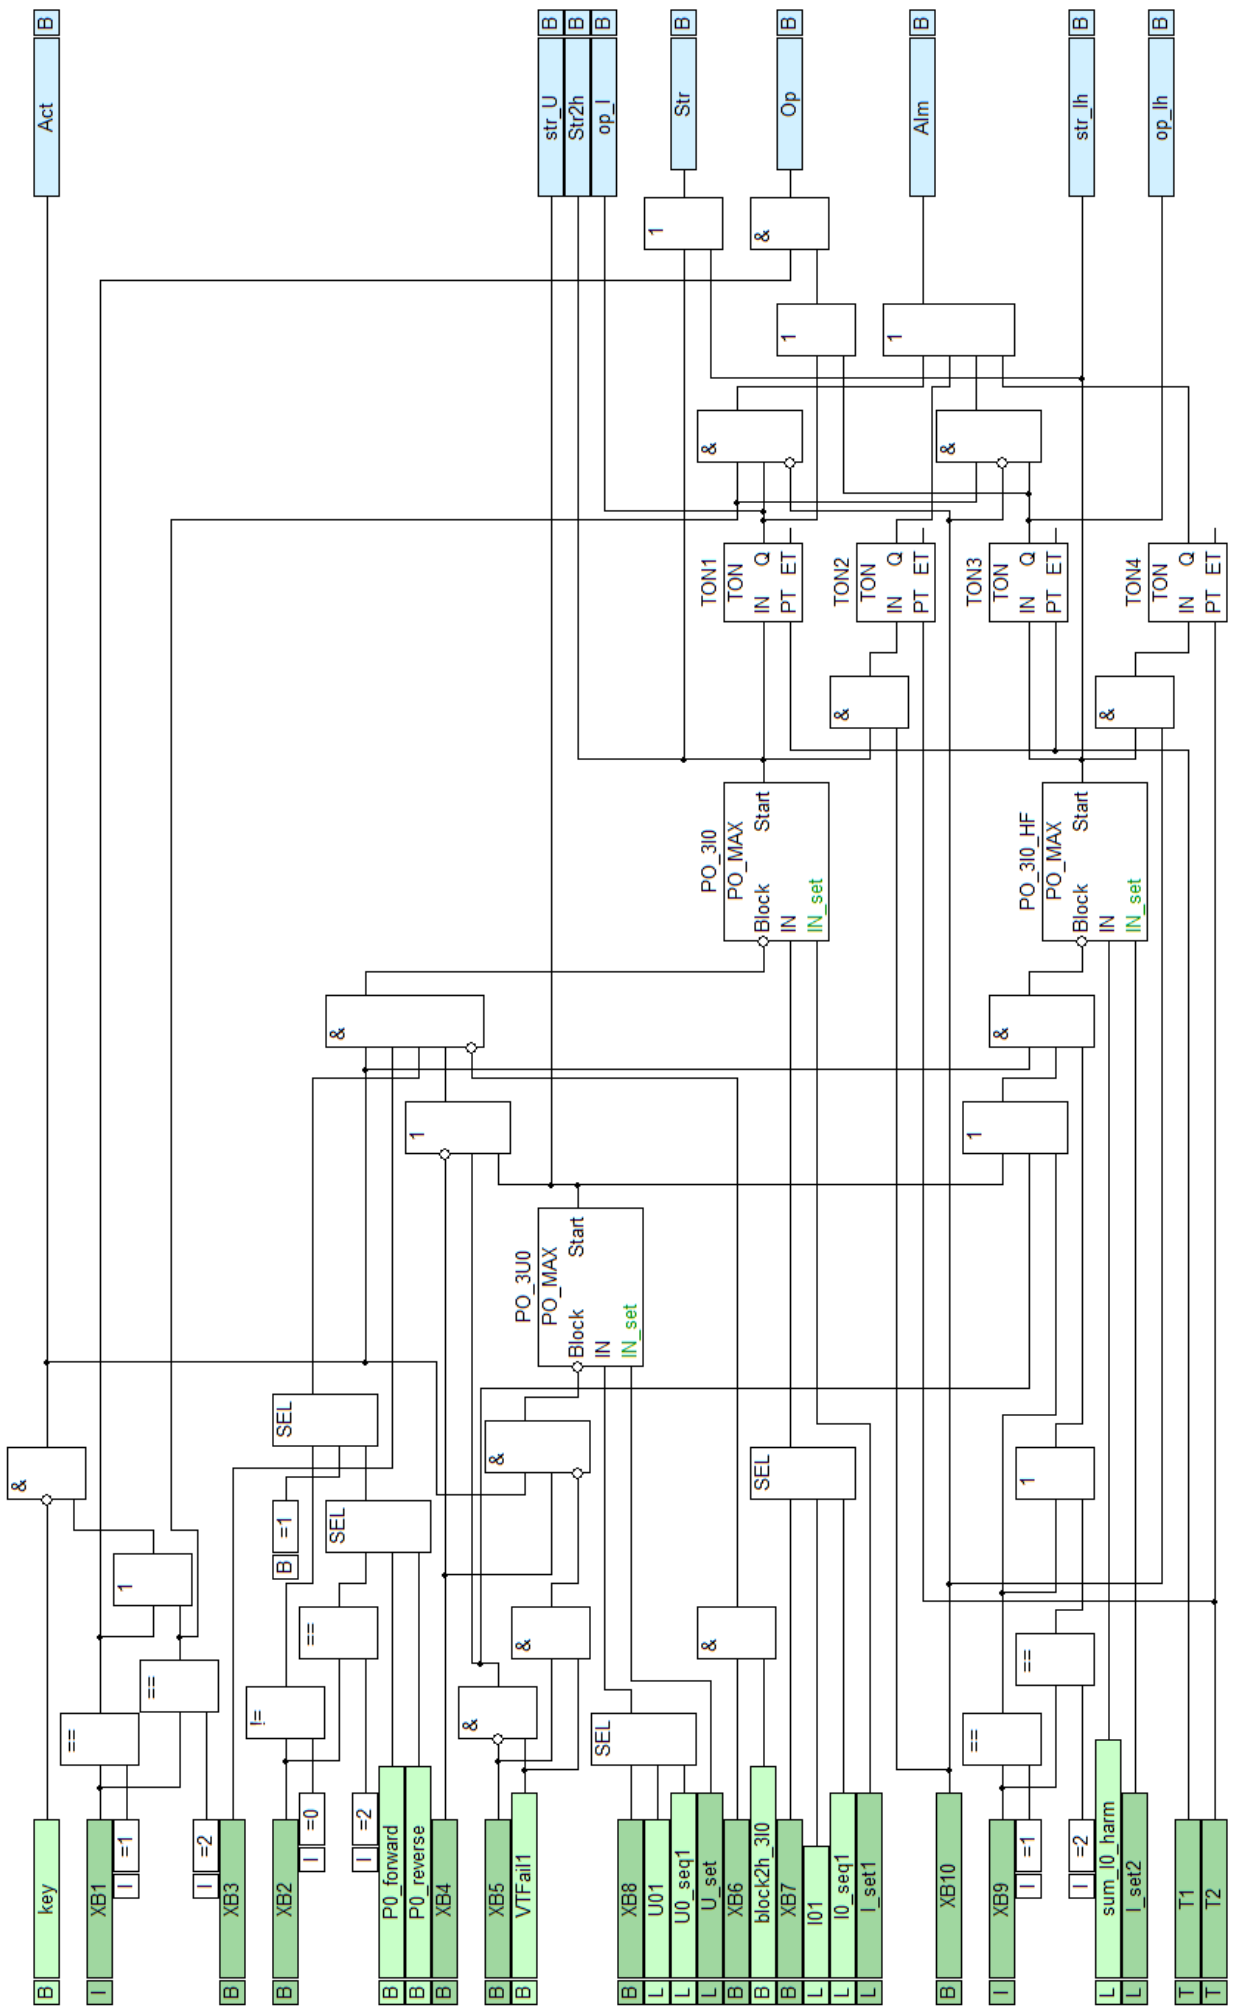 B key
I XB1
I =1
I =2
B XB3
B XB2
I =0
I =2
B P0_forward
B P0_reverse
B XB4
B XB5
B VTFail1
B XB8
L U01
L U0_seq1
L U_set
B XB6
B block2h_3I0
B XB7
L I01
L I0_seq1
L I_set1
B XB10
I XB9
I =1
I =2
L sum_I0_harm
L I_set2
T T1
T T2
==
==
!=
==
&
SEL
&
&
==
==
1
&
B =1
SEL
SEL
&
SEL
1
PO_3U0
PO_MAX
Block Start
IN
IN_set
1
1
&
&
PO_3I0
PO_MAX
Block Start
IN
IN_set
PO_3I0_HF
PO_MAX
Block Start
IN
IN_set
&
&
TON1
TON
IN Q
PT ET
TON2
TON
IN Q
PT ET
TON3
TON
IN Q
PT ET
TON4
TON
IN Q
PT ET
&
&
1
1
1
&
Act B
str_U B
Str2h B
op_I B
Str B
Op B
Alm B
str_Ih B
op_Ih B